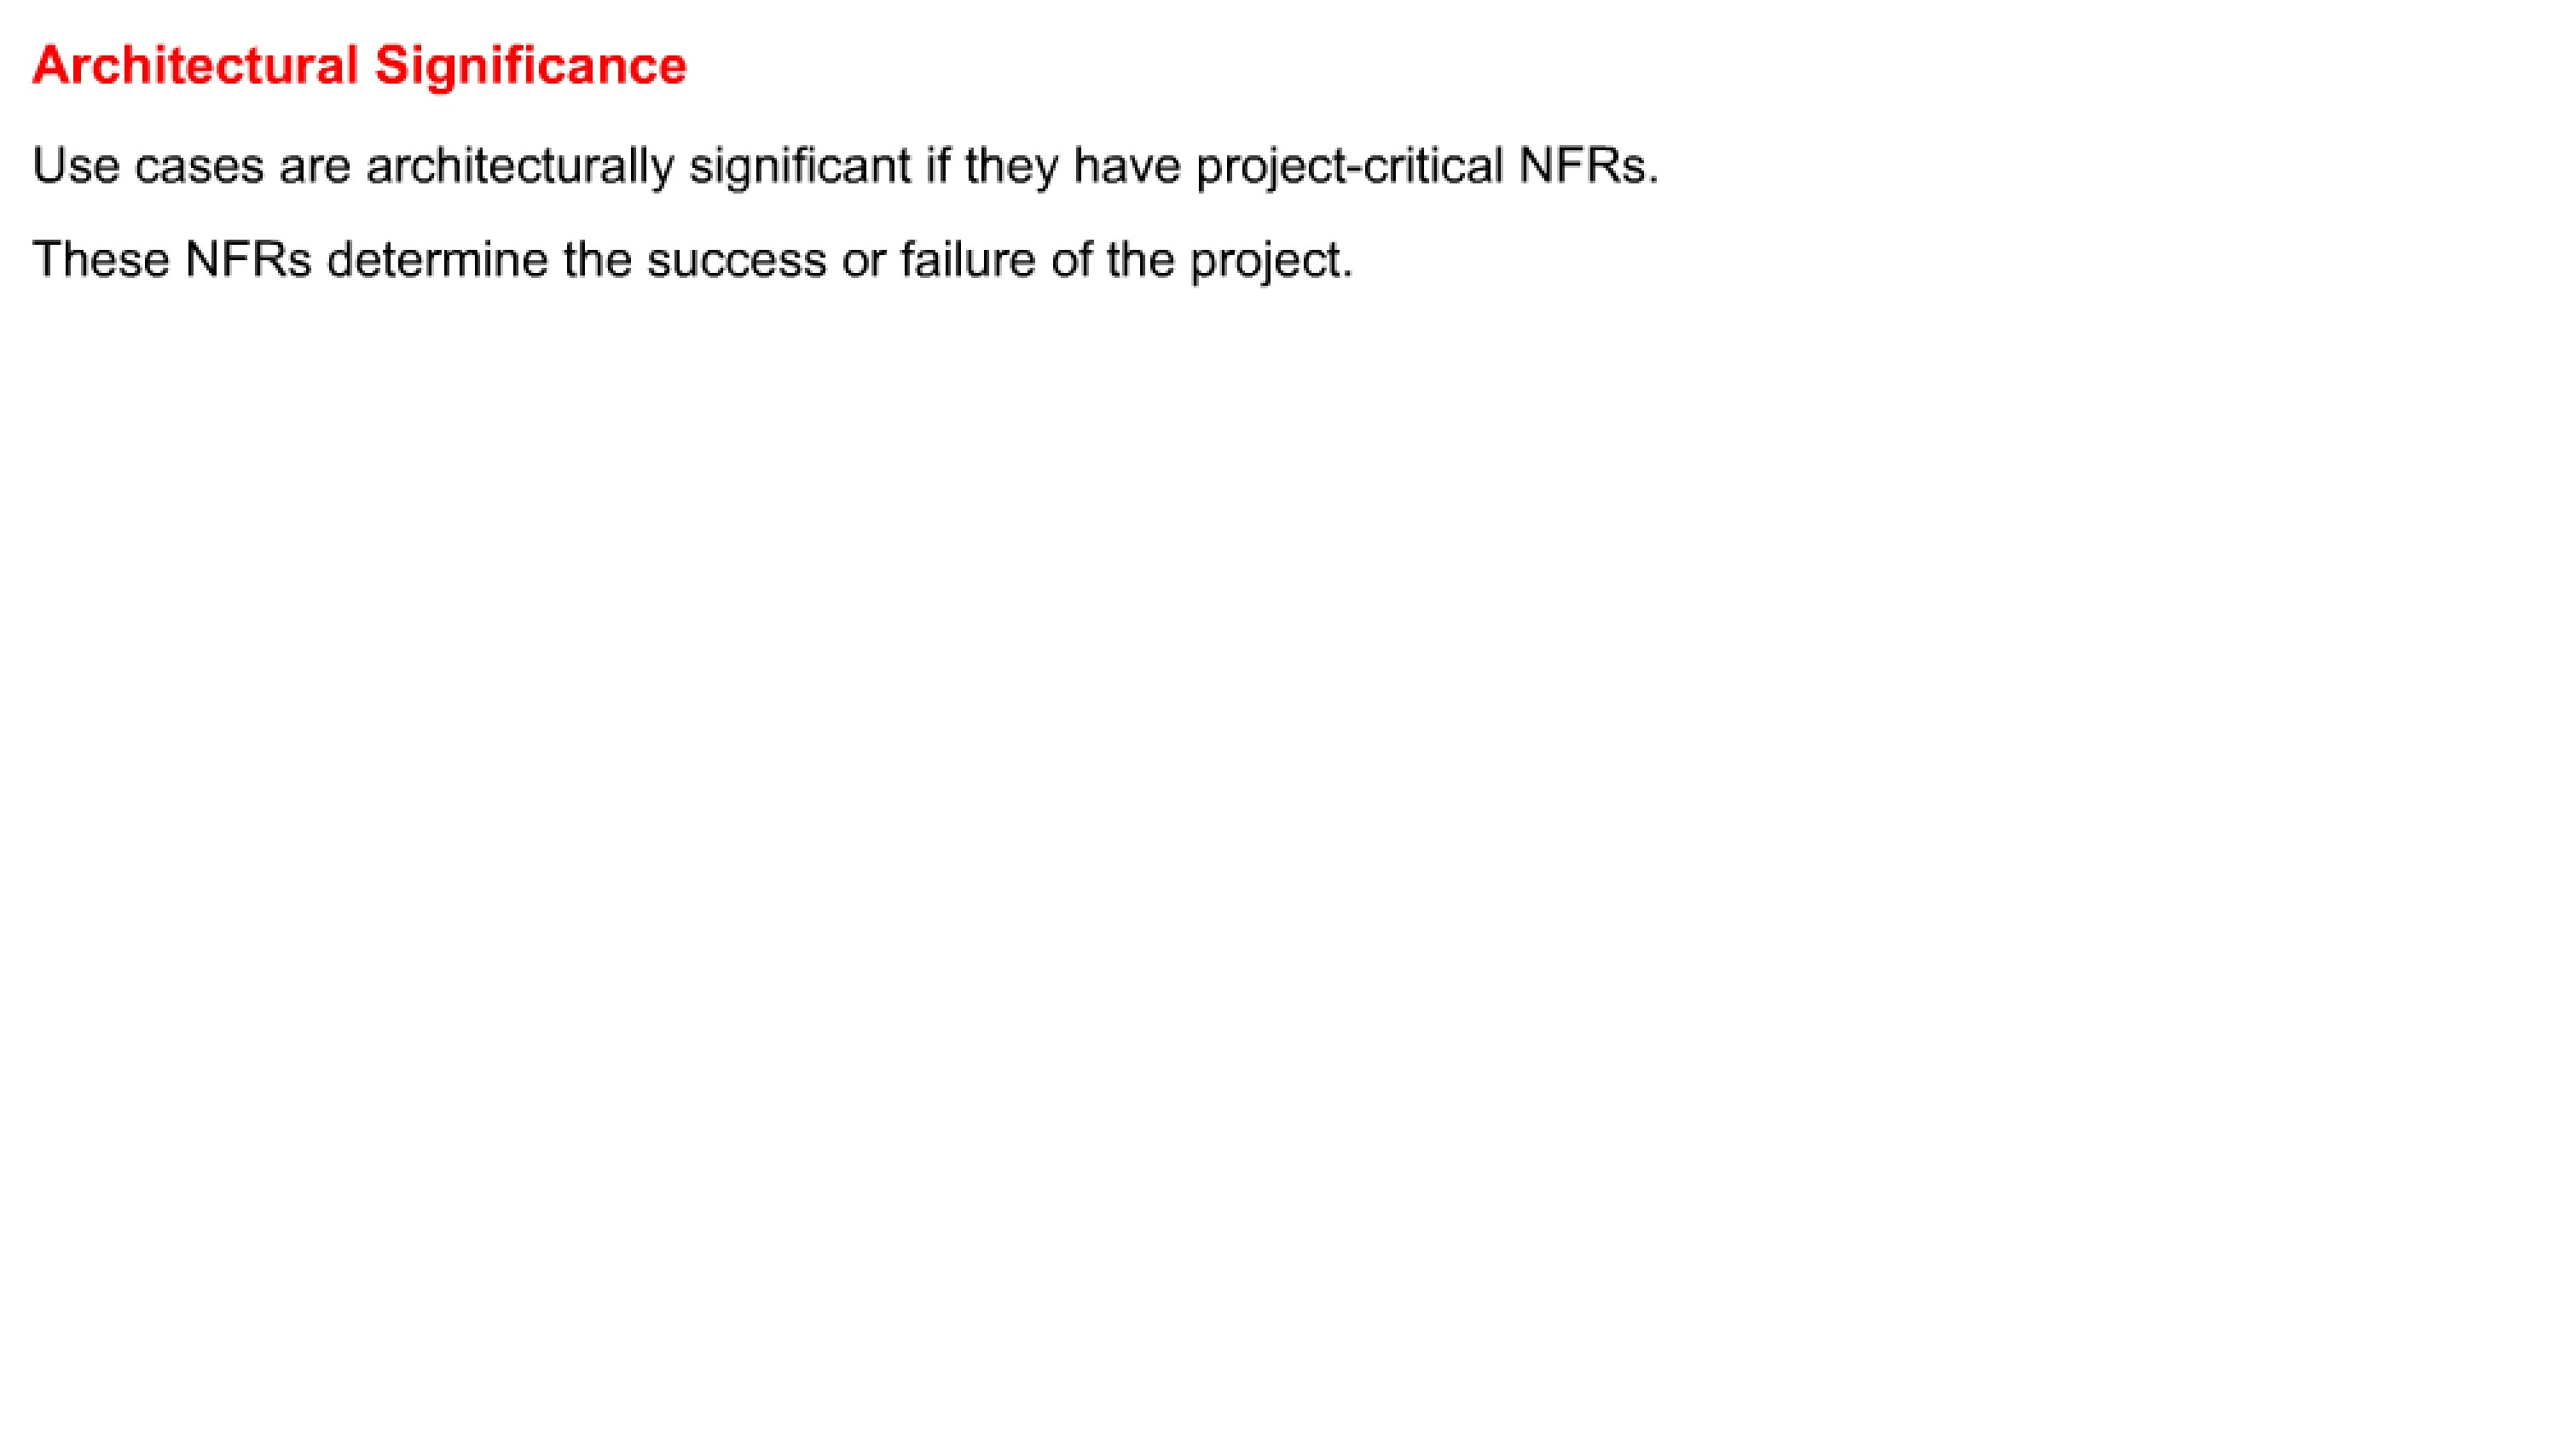 Architectural Significance
Use cases are architecturally significant if they have project-critical NFRs.
These NFRs determine the success or failure of the project.